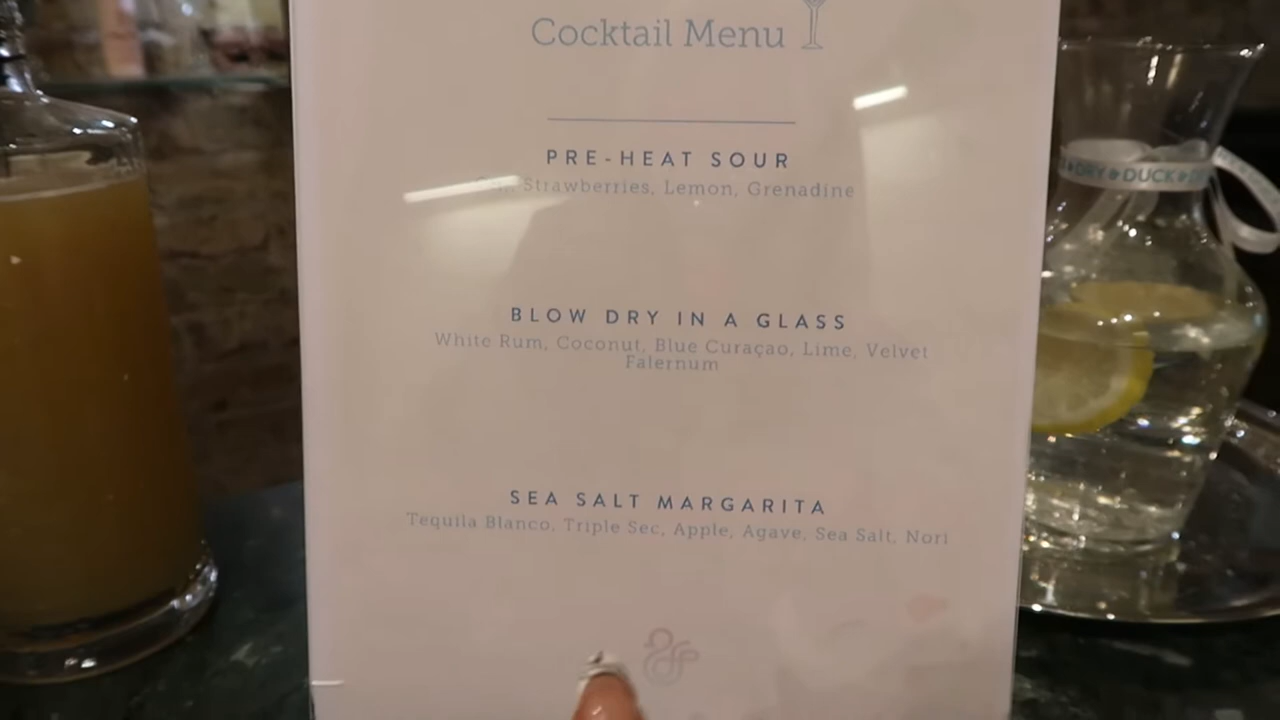 Cocktail Menu
PRE-HEAT SOUR
Strawberries, Lemon, Grenadine
BLOW DRY IN A GLASS
White Rum, Coconut, Blue Curaçao, Lime, Velvet
Falernum
SEA SALT MARGARITA
Tequila Blanco, Triple Sec, Apple, Agave, Sea Salt, Nori
DRY & DUCK & D